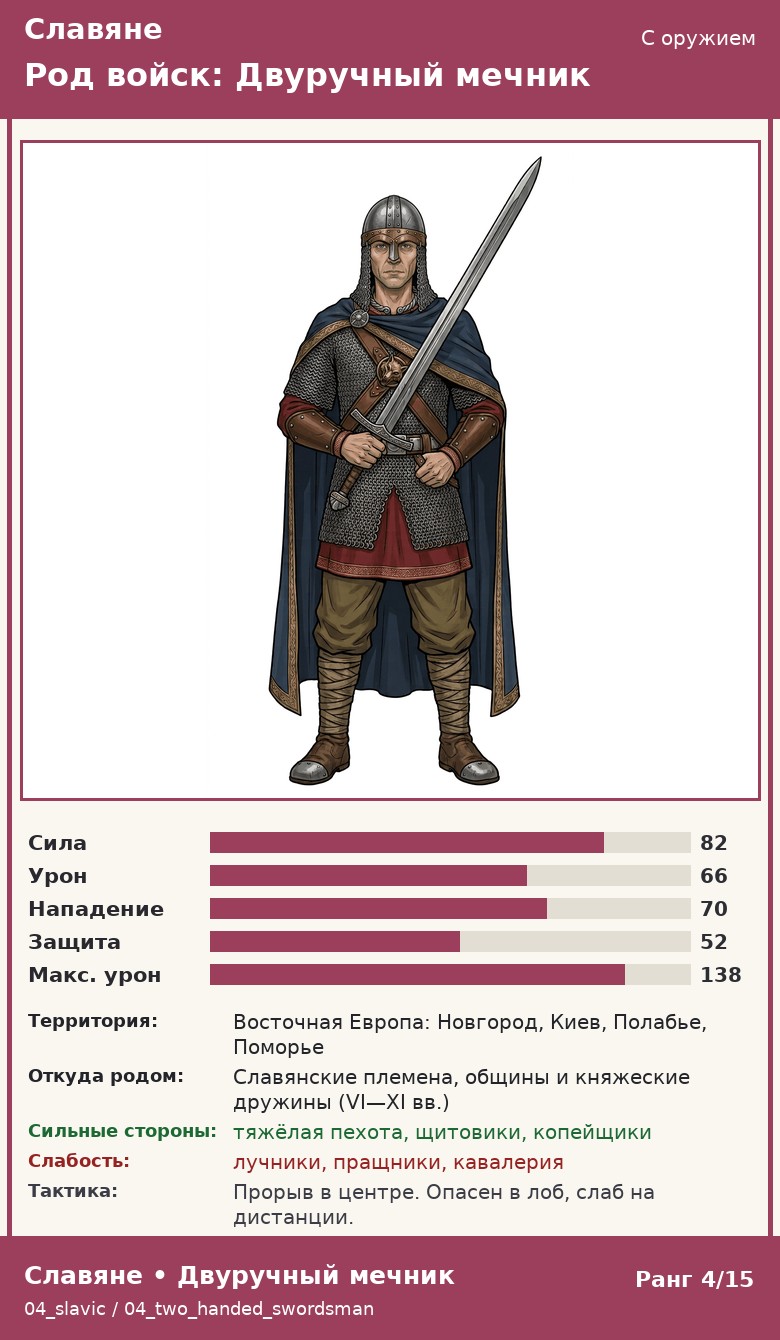 Славяне
С оружием
Род войск: Двуручный мечник
Сила 82
Урон 66
Нападение 70
Защита 52
Макс. урон 138
Территория: Восточная Европа: Новгород, Киев, Полабье,
Поморье
Откуда родом: Славянские племена, общины и княжеские
дружины (VI—XI вв.)
Сильные стороны: тяжёлая пехота, щитовики, копейщики
Слабость: лучники, пращники, кавалерия
Тактика: Прорыв в центре. Опасен в лоб, слаб на
дистанции.
Славяне • Двуручный мечник
Ранг 4/15
04_slavic / 04_two_handed_swordsman